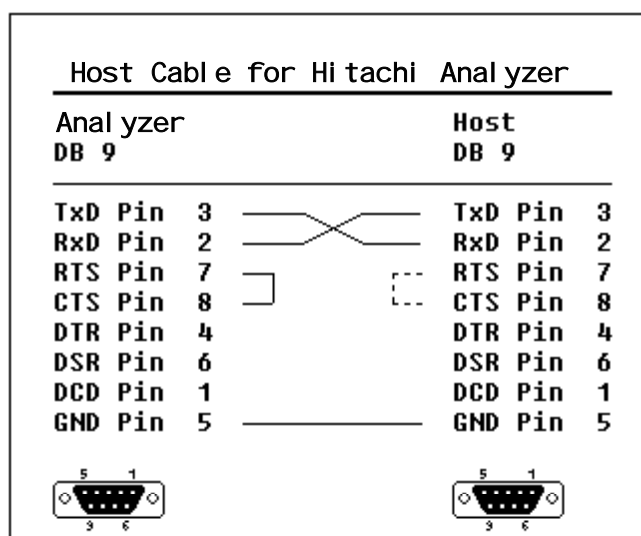 Host Cable for Hitachi Analyzer
Analyzer Host
DB 9 DB 9
TxD Pin 3 TxD Pin 3
RxD Pin 2 RxD Pin 2
RTS Pin 7 RTS Pin 7
CTS Pin 8 CTS Pin 8
DTR Pin 4 DTR Pin 4
DSR Pin 6 DSR Pin 6
DCD Pin 1 DCD Pin 1
GND Pin 5 GND Pin 5
5 1 5 1
9 6 9 6